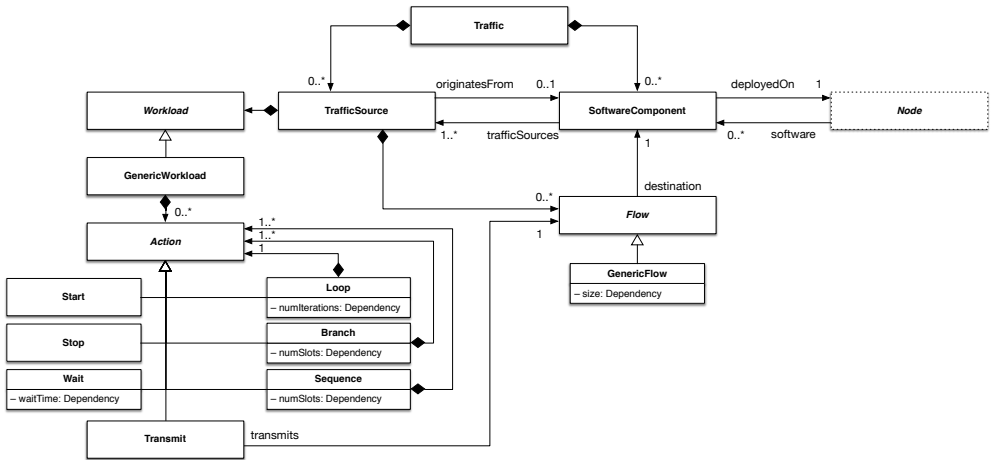 Traffic
0..*
originatesFrom
0..1
0..*
deployedOn
1
Workload
TrafficSource
SoftwareComponent
Node
1..*
trafficSources
1
0..*
software
GenericWorkload
destination
0..*
0..*
Action
1..*
1..*
1
Flow
1
GenericFlow
– size: Dependency
Start
Loop
– numIterations: Dependency
Stop
Branch
– numSlots: Dependency
Wait
– waitTime: Dependency
Sequence
– numSlots: Dependency
Transmit
transmits